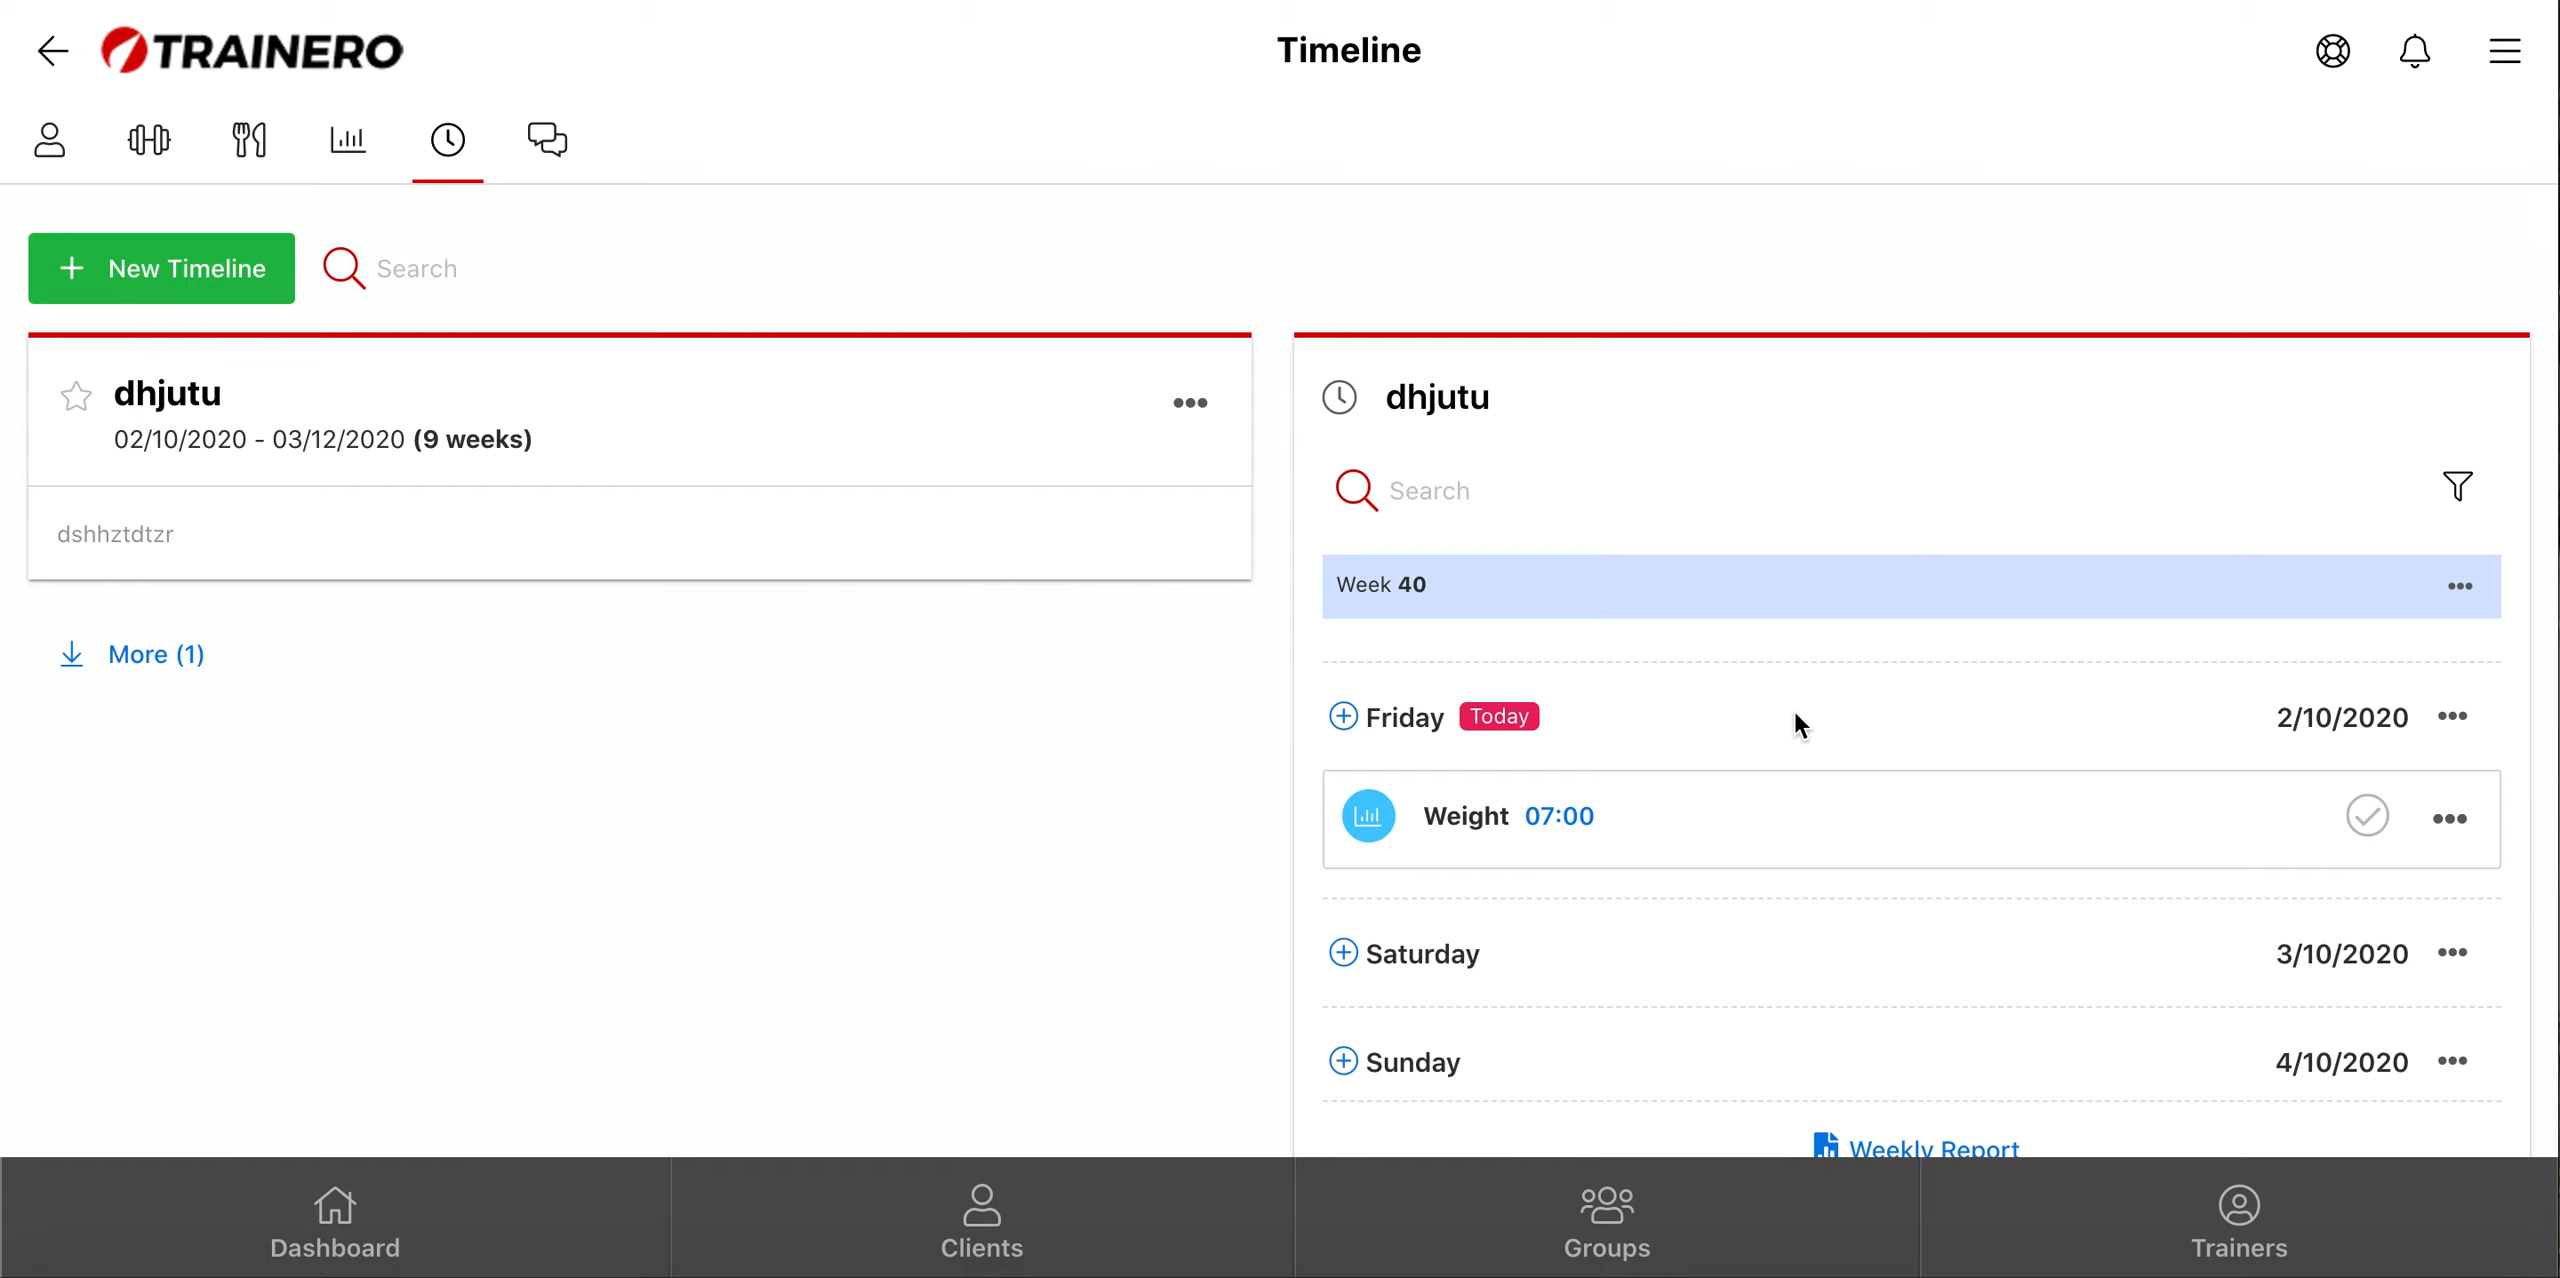 TRAINERO
Timeline
+ New Timeline
Search
dhjutu
02/10/2020 - 03/12/2020 (9 weeks)
dshhztdtzr
More (1)
dhjutu
Search
Week 40
Friday Today 2/10/2020
Weight 07:00
Saturday 3/10/2020
Sunday 4/10/2020
Weekly Report
Dashboard
Clients
Groups
Trainers